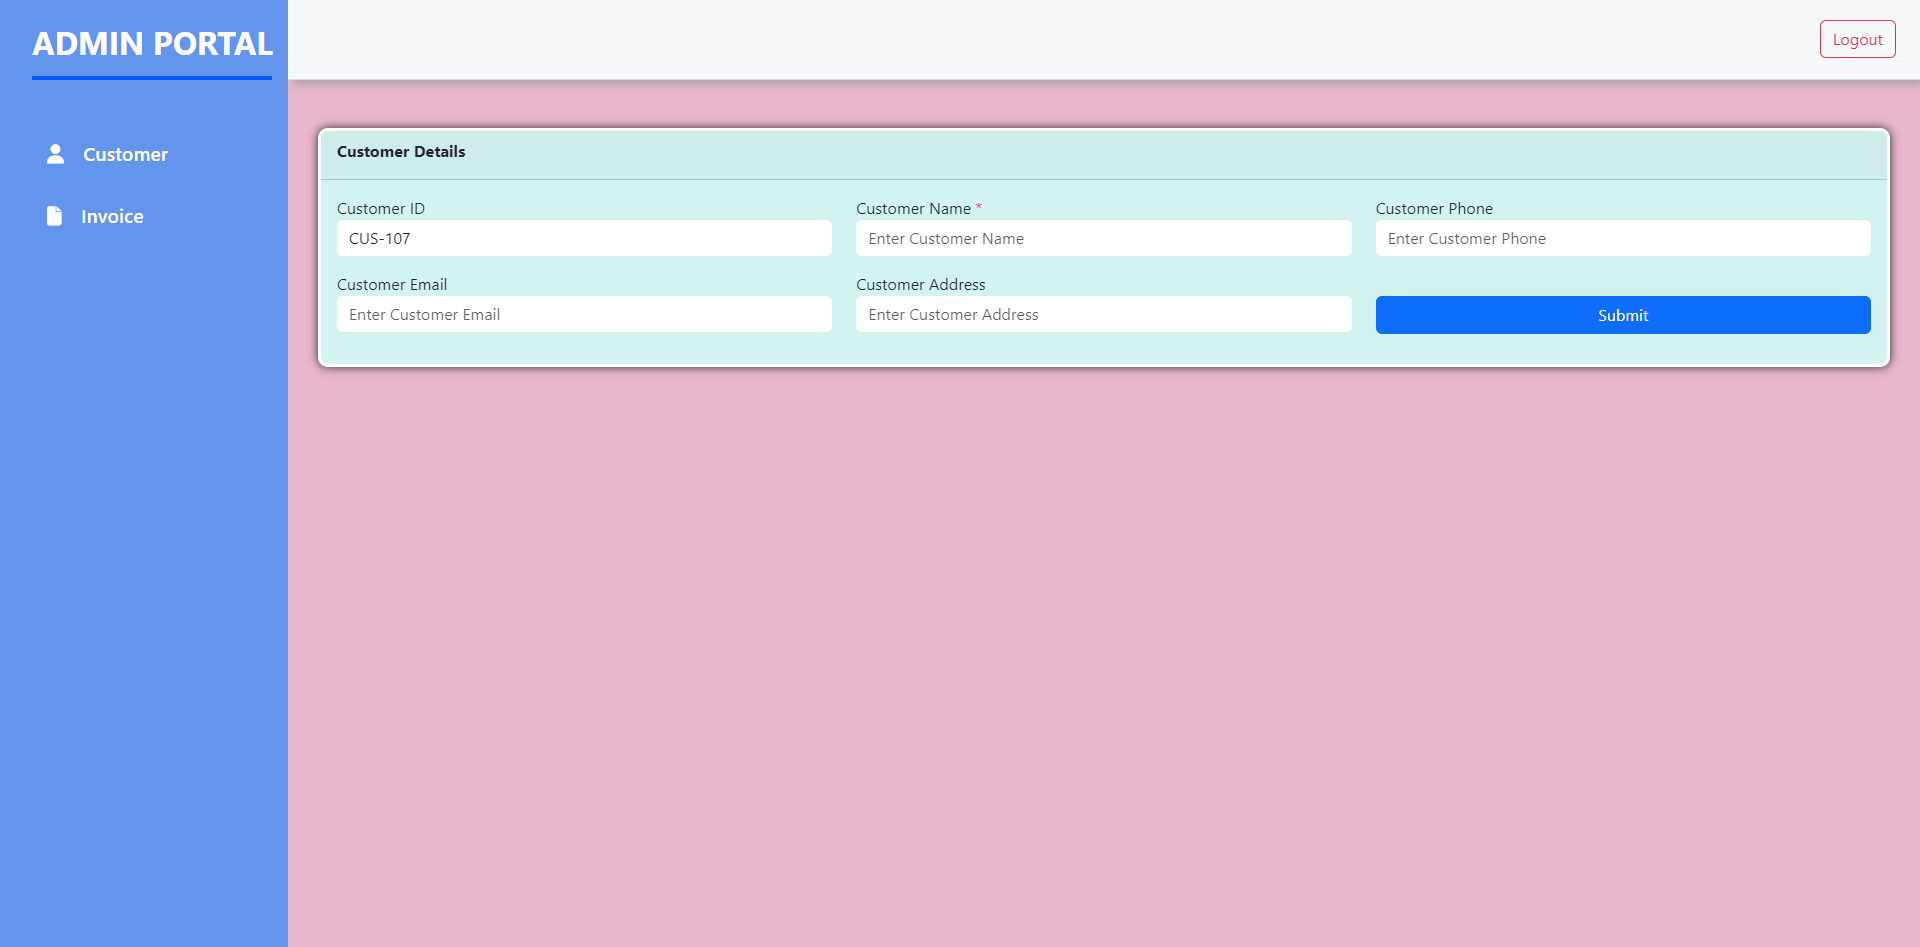 ADMIN PORTAL
Logout
Customer
Invoice
Customer Details
Customer ID
Customer Name *
Customer Phone
CUS-107
Enter Customer Name
Enter Customer Phone
Customer Email
Customer Address
Enter Customer Email
Enter Customer Address
Submit